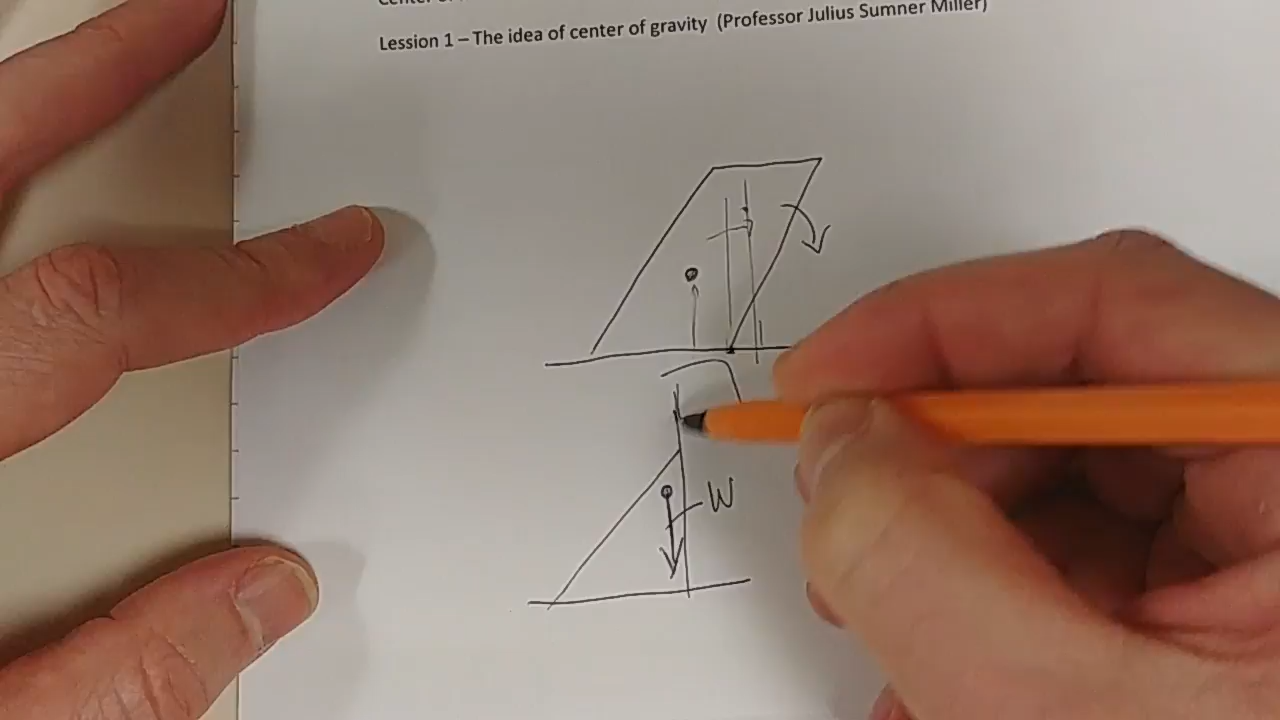 Lession 1 – The idea of center of gravity (Professor Julius Sumner Miller)
W